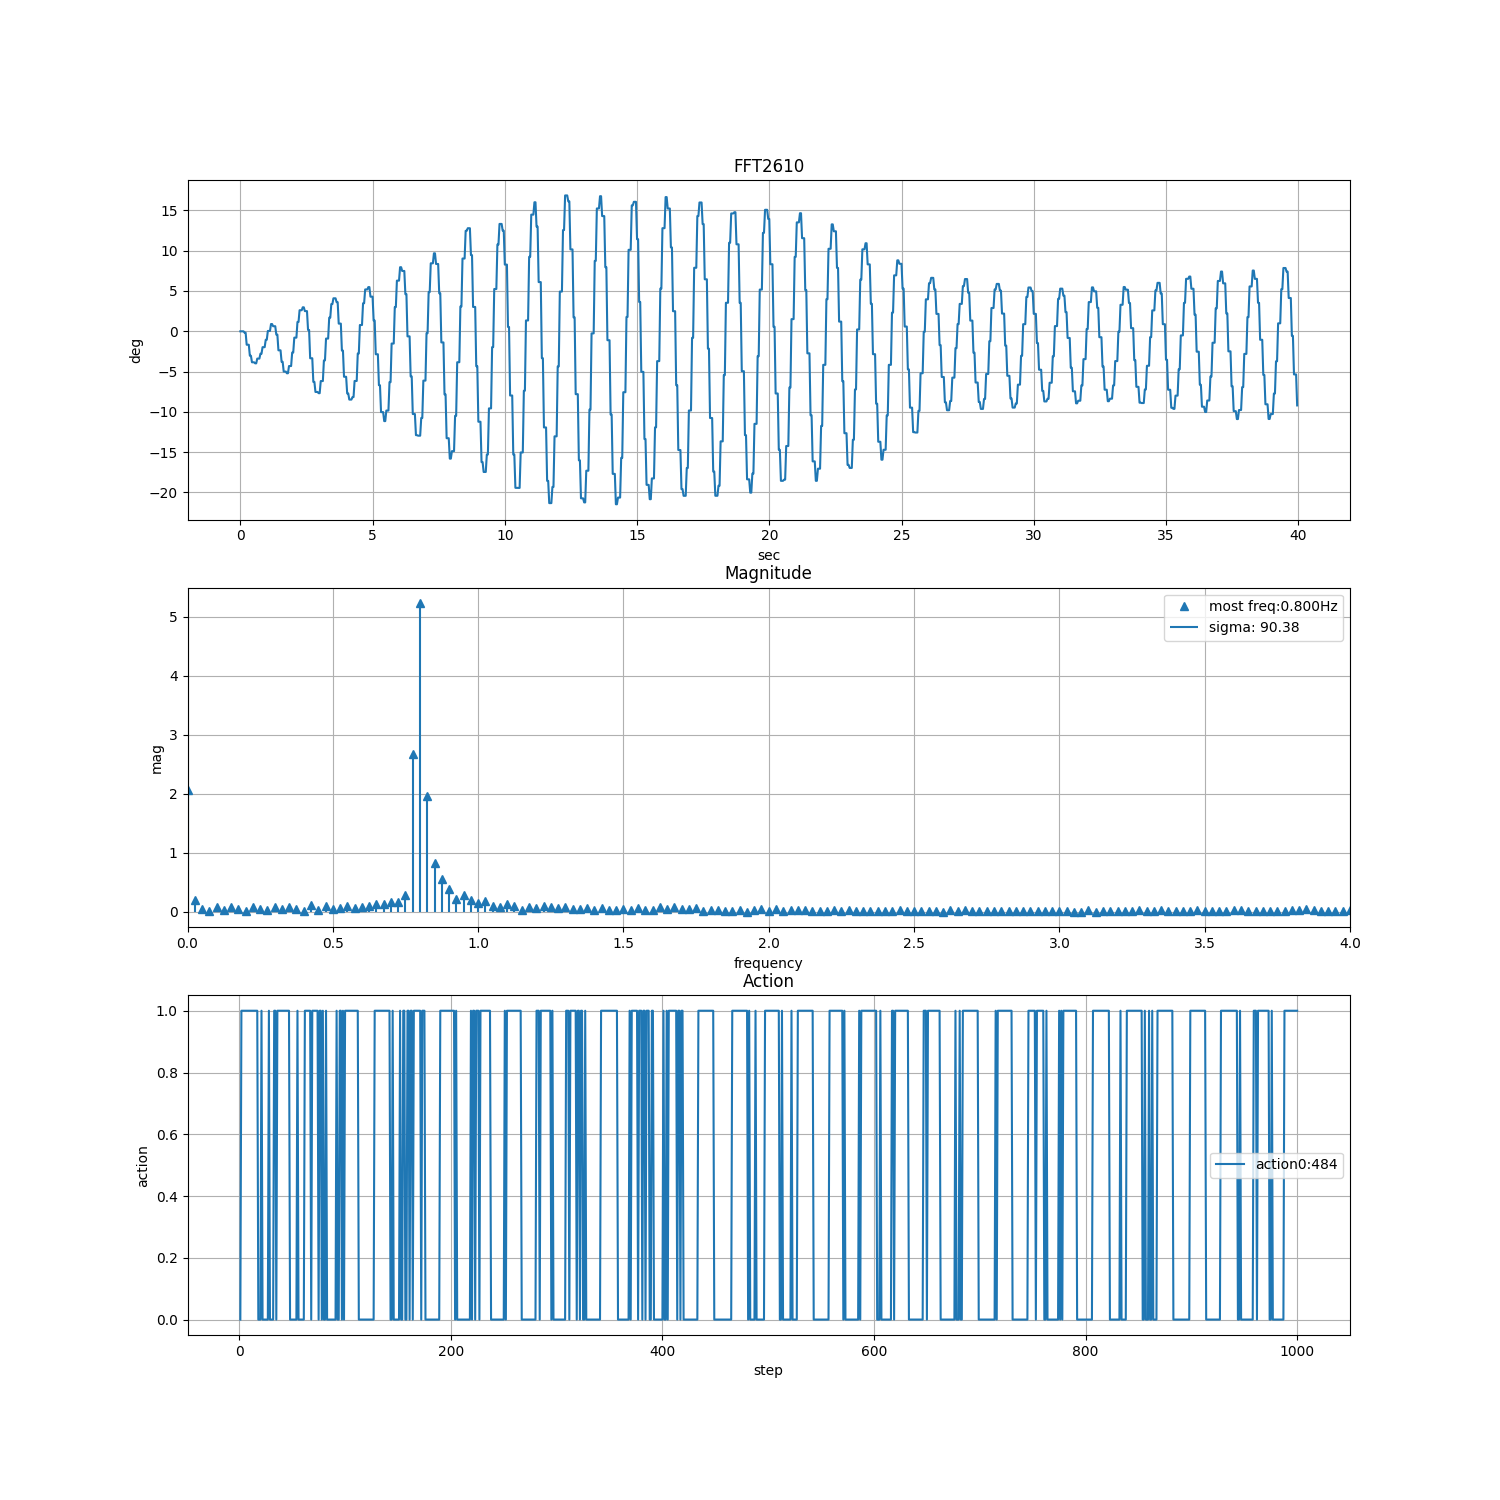 FFT2610
15
10
5
0
−5
−10
−15
−20
deg
0 5 10 15 20 25 30 35 40
sec
Magnitude
most freq:0.800Hz
sigma: 90.38
5
4
3
2
1
0
mag
0.0 0.5 1.0 1.5 2.0 2.5 3.0 3.5 4.0
frequency
Action
1.0
0.8
0.6
0.4
0.2
0.0
action
action0:484
0 200 400 600 800 1000
step